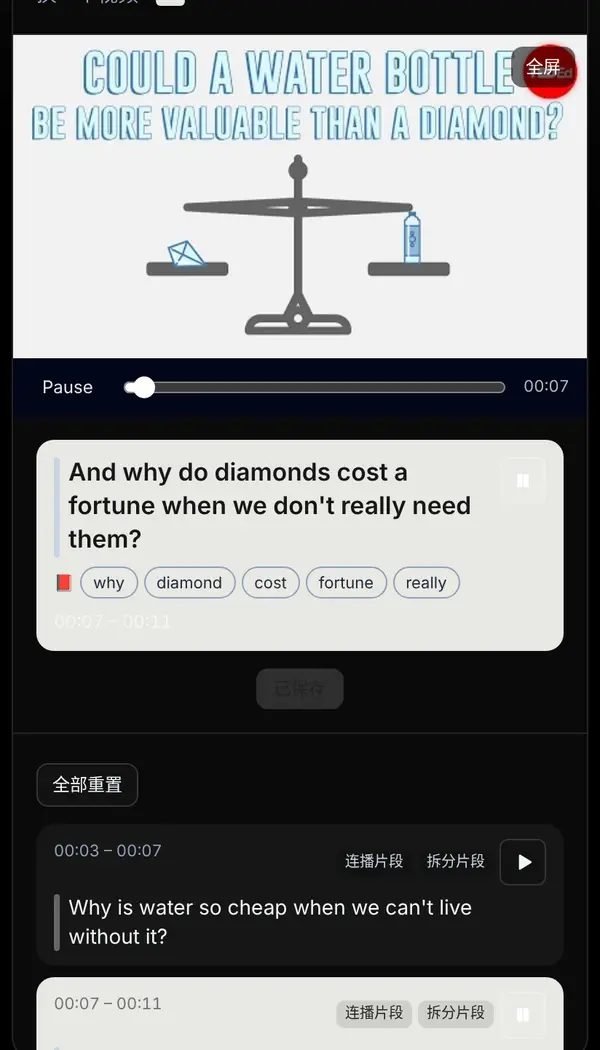 COULD A WATER BOTTLE
全屏
BE MORE VALUABLE THAN A DIAMOND?
Pause
00:07
And why do diamonds cost a
fortune when we don't really need
them?
why
diamond
cost
fortune
really
00:07 – 00:11
已保存
全部重置
00:03 – 00:07
连播片段
拆分片段
Why is water so cheap when we can't live
without it?
00:07 – 00:11
连播片段
拆分片段